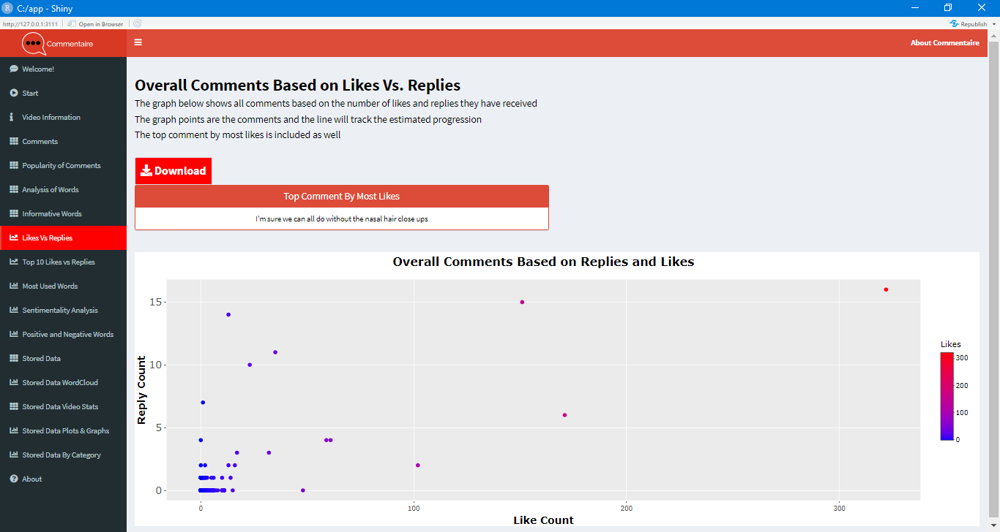 C:/app - Shiny
http://127.0.0.1:3111 Open in Browser Republish
Commentaire
About Commentaire
Welcome!
Start
Video Information
Comments
Popularity of Comments
Analysis of Words
Informative Words
Likes Vs Replies
Top 10 Likes vs Replies
Most Used Words
Sentimentality Analysis
Positive and Negative Words
Stored Data
Stored Data WordCloud
Stored Data Video Stats
Stored Data Plots & Graphs
Stored Data By Category
About
Overall Comments Based on Likes Vs. Replies
The graph below shows all comments based on the number of likes and replies they have received
The graph points are the comments and the line will track the estimated progression
The top comment by most likes is included as well
Download
Top Comment By Most Likes
I'm sure we can all do without the nasal hair close ups
Overall Comments Based on Replies and Likes
Reply Count
15
10
5
0
0 100 200 300
Like Count
Likes
300
200
100
0